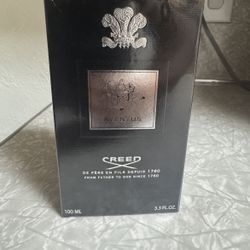 AVENTUS
CREED
DE PÈRE EN FILS DEPUIS 1760
FROM FATHER TO SON SINCE 1760
100 ML
3.3 FL.OZ.